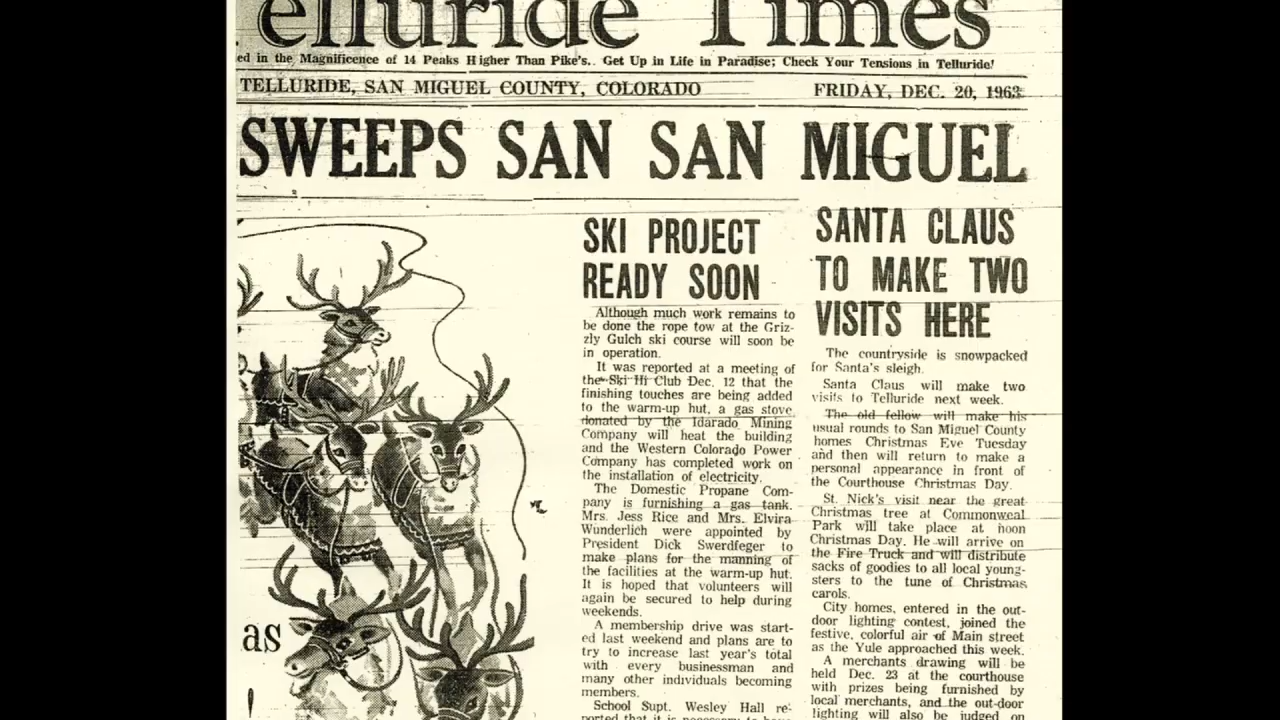 elluride Times
ed in the Magnificence of 14 Peaks Higher Than Pike's.. Get Up in Life in Paradise; Check Your Tensions in Telluride!
TELLURIDE, SAN MIGUEL COUNTY, COLORADO
FRIDAY, DEC. 20, 1963
SWEEPS SAN SAN MIGUEL
as
SKI PROJECT
READY SOON
Although much work remains to
be done the rope tow at the Griz-
zly Gulch ski course will soon be
in operation.
It was reported at a meeting of
the Ski Hi Club Dec. 12 that the
finishing touches are being added
to the warm-up hut, a gas stove
donated by the Idarado Mining
Company will heat the building
and the Western Colorado Power
Company has completed work on
the installation of electricity.
The Domestic Propane Com-
pany is furnishing a gas tank.
Mrs. Jess Rice and Mrs. Elvira
Wunderlich were appointed by
President Dick Swerdfeger to
make plans for the manning of
the facilities at the warm-up hut.
It is hoped that volunteers will
again be secured to help during
weekends.
A membership drive was start-
ed last weekend and plans are to
try to increase last year's total
with every businessman and
many other individuals becoming
members.
School Supt. Wesley Hall re-
ported that it is necessary to have
SANTA CLAUS
TO MAKE TWO
VISITS HERE
The countryside is snowpacked
for Santa's sleigh.
Santa Claus will make two
visits to Telluride next week.
The old fellow will make his
usual rounds to San Miguel County
homes Christmas Eve Tuesday
and then will return to make a
personal appearance in front of
the Courthouse Christmas Day.
St. Nick's visit near the great
Christmas tree at Commonweal
Park will take place at noon
Christmas Day. He will arrive on
the Fire Truck and will distribute
sacks of goodies to all local young-
sters to the tune of Christmas
carols.
City homes, entered in the out-
door lighting contest, joined the
festive, colorful air of Main street
as the Yule approached this week.
A merchants drawing will be
held Dec. 23 at the courthouse
with prizes being furnished by
local merchants, and the out-door
lighting will also be judged on